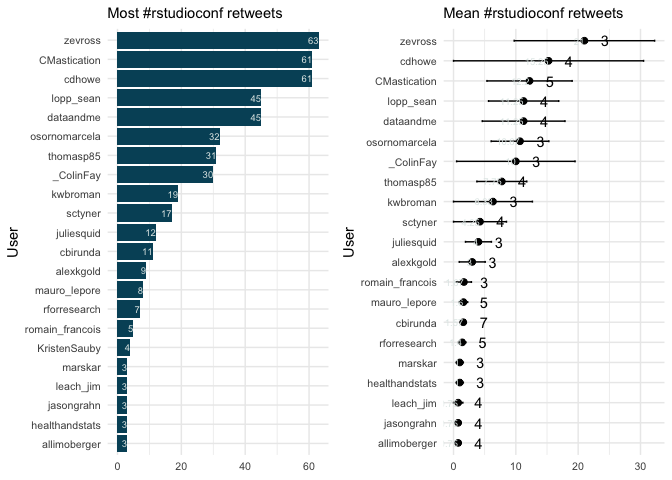 Most #rstudioconf retweets
User
zevross 63
CMastication 61
cdhowe 61
lopp_sean 45
dataandme 45
osornomarcela 32
thomasp85 31
_ColinFay 30
kwbroman 19
sctyner 17
juliesquid 12
cbirunda 11
alexkgold 9
mauro_lepore 8
rforresearch 7
romain_francois 5
KristenSauby 4
marskar 3
leach_jim 3
jasongrahn 3
healthandstats 3
allimoberger 3
0 20 40 60
Mean #rstudioconf retweets
User
zevross 3
cdhowe 4
CMastication 5
lopp_sean 4
dataandme 4
osornomarcela 3
_ColinFay 3
thomasp85 4
kwbroman 3
sctyner 4
juliesquid 3
alexkgold 3
romain_francois 3
mauro_lepore 5
cbirunda 7
rforresearch 5
marskar 3
healthandstats 3
leach_jim 4
jasongrahn 4
allimoberger 4
0 10 20 30